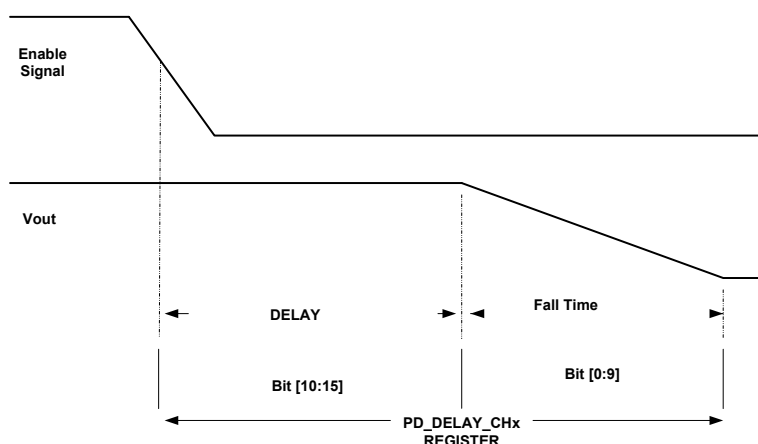 Enable
Signal
Vout
DELAY
Fall Time
Bit [10:15]
Bit [0:9]
PD_DELAY_CHx
REGISTER